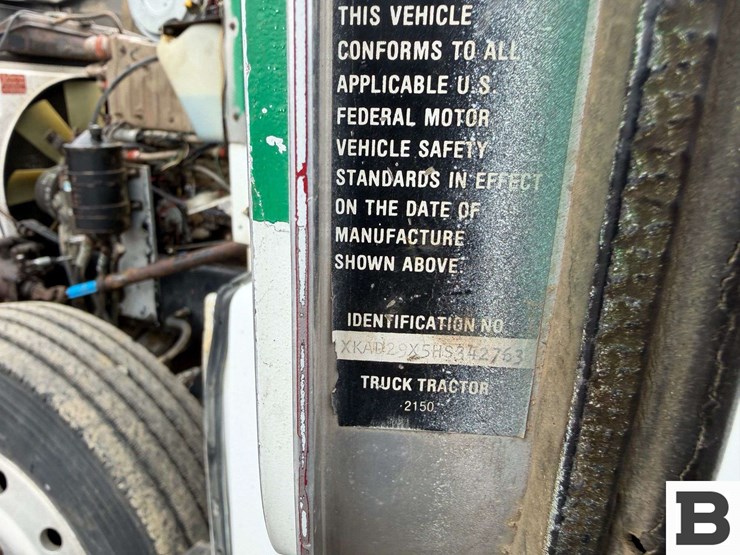 THIS VEHICLE
CONFORMS TO ALL
APPLICABLE U.S.
FEDERAL MOTOR
VEHICLE SAFETY
STANDARDS IN EFFECT
ON THE DATE OF
MANUFACTURE
SHOWN ABOVE.
IDENTIFICATION NO
XKAD29X5HS342763
TRUCK TRACTOR
2150
B